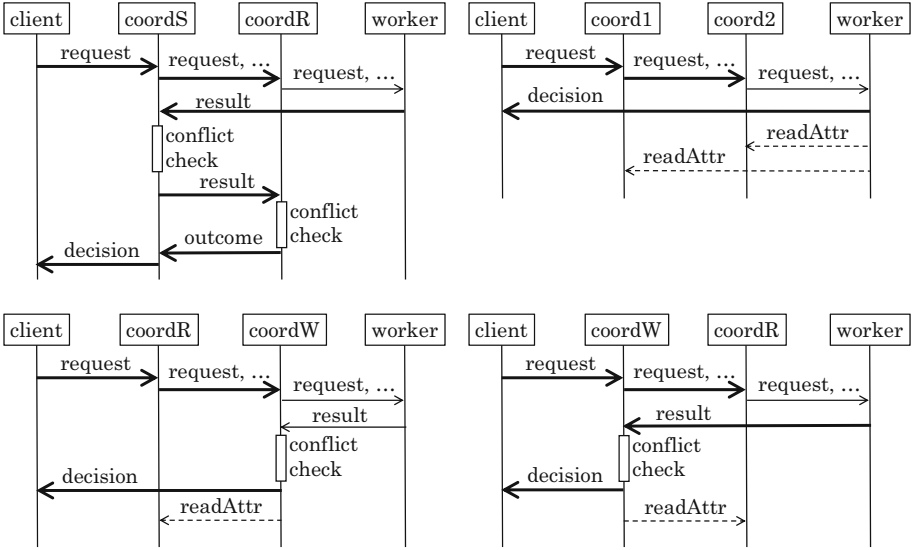 client coordS coordR worker
request
request, ...
request, ...
result
conflict
check
result
conflict
check
outcome
decision
client coord1 coord2 worker
request
request, ...
request, ...
decision
readAttr
readAttr
client coordR coordW worker
request
request, ...
request, ...
result
conflict
check
decision
readAttr
client coordW coordR worker
request
request, ...
request, ...
result
conflict
check
decision
readAttr